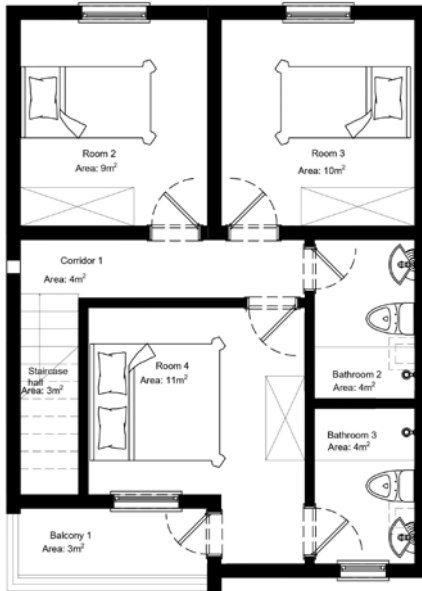 Room 2
Area: 9m²
Room 3
Area: 10m²
Corridor 1
Area: 4m²
Staircase
hall
Area: 3m²
Room 4
Area: 11m²
Bathroom 2
Area: 4m²
Bathroom 3
Area: 4m²
Balcony 1
Area: 3m²